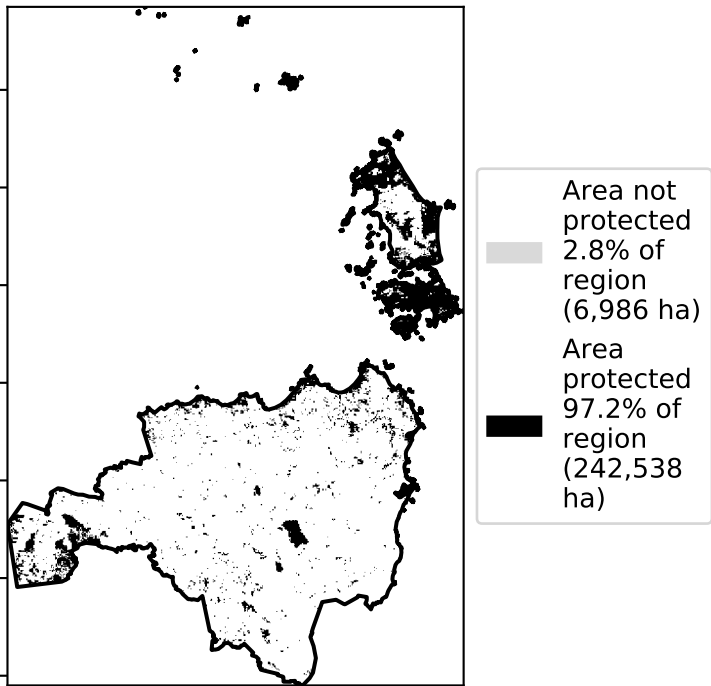 Area not
protected
2.8% of
region
(6,986 ha)
Area
protected
97.2% of
region
(242,538
ha)